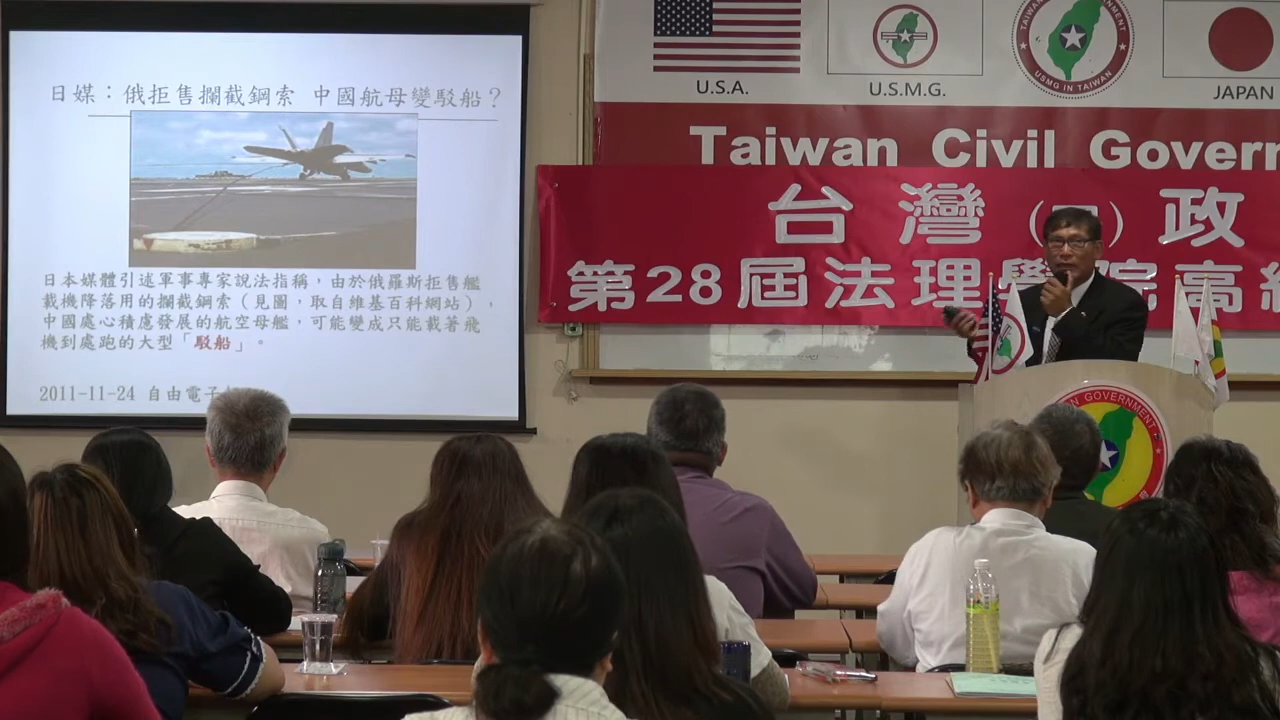 日媒：俄拒售攔截鋼索 中國航母變駁船？
日本媒體引述軍事專家說法指稱，由於俄羅斯拒售艦
載機降落用的攔截鋼索（見圖，取自維基百科網站），
中國處心積慮發展的航空母艦，可能變成只能載著飛
機到處跑的大型「駁船」。
2011-11-24 自由電子
U.S.A.
U.S.M.G.
USMG IN TAIWAN
JAPAN
Taiwan Civil Govern
台灣（ ）政
第28屆法理學院高
GOVERNMENT